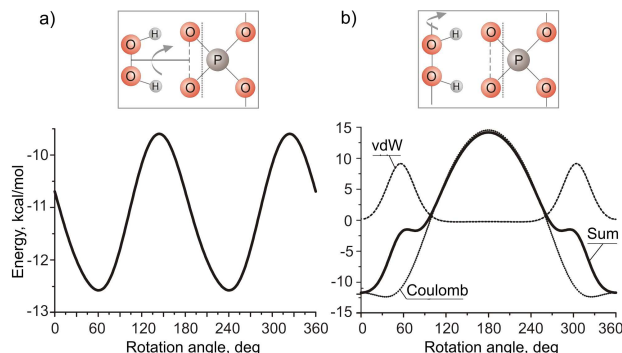 a)
b)
O H O O
O H O P O
O H O O
O H O P O
Energy, kcal/mol
-10
-11
-12
-13
0 60 120 180 240 300 360
Rotation angle, deg
15
10
5
0
-5
-10
-15
vdW
Sum
Coulomb
0 60 120 180 240 300 360
Rotation angle, deg